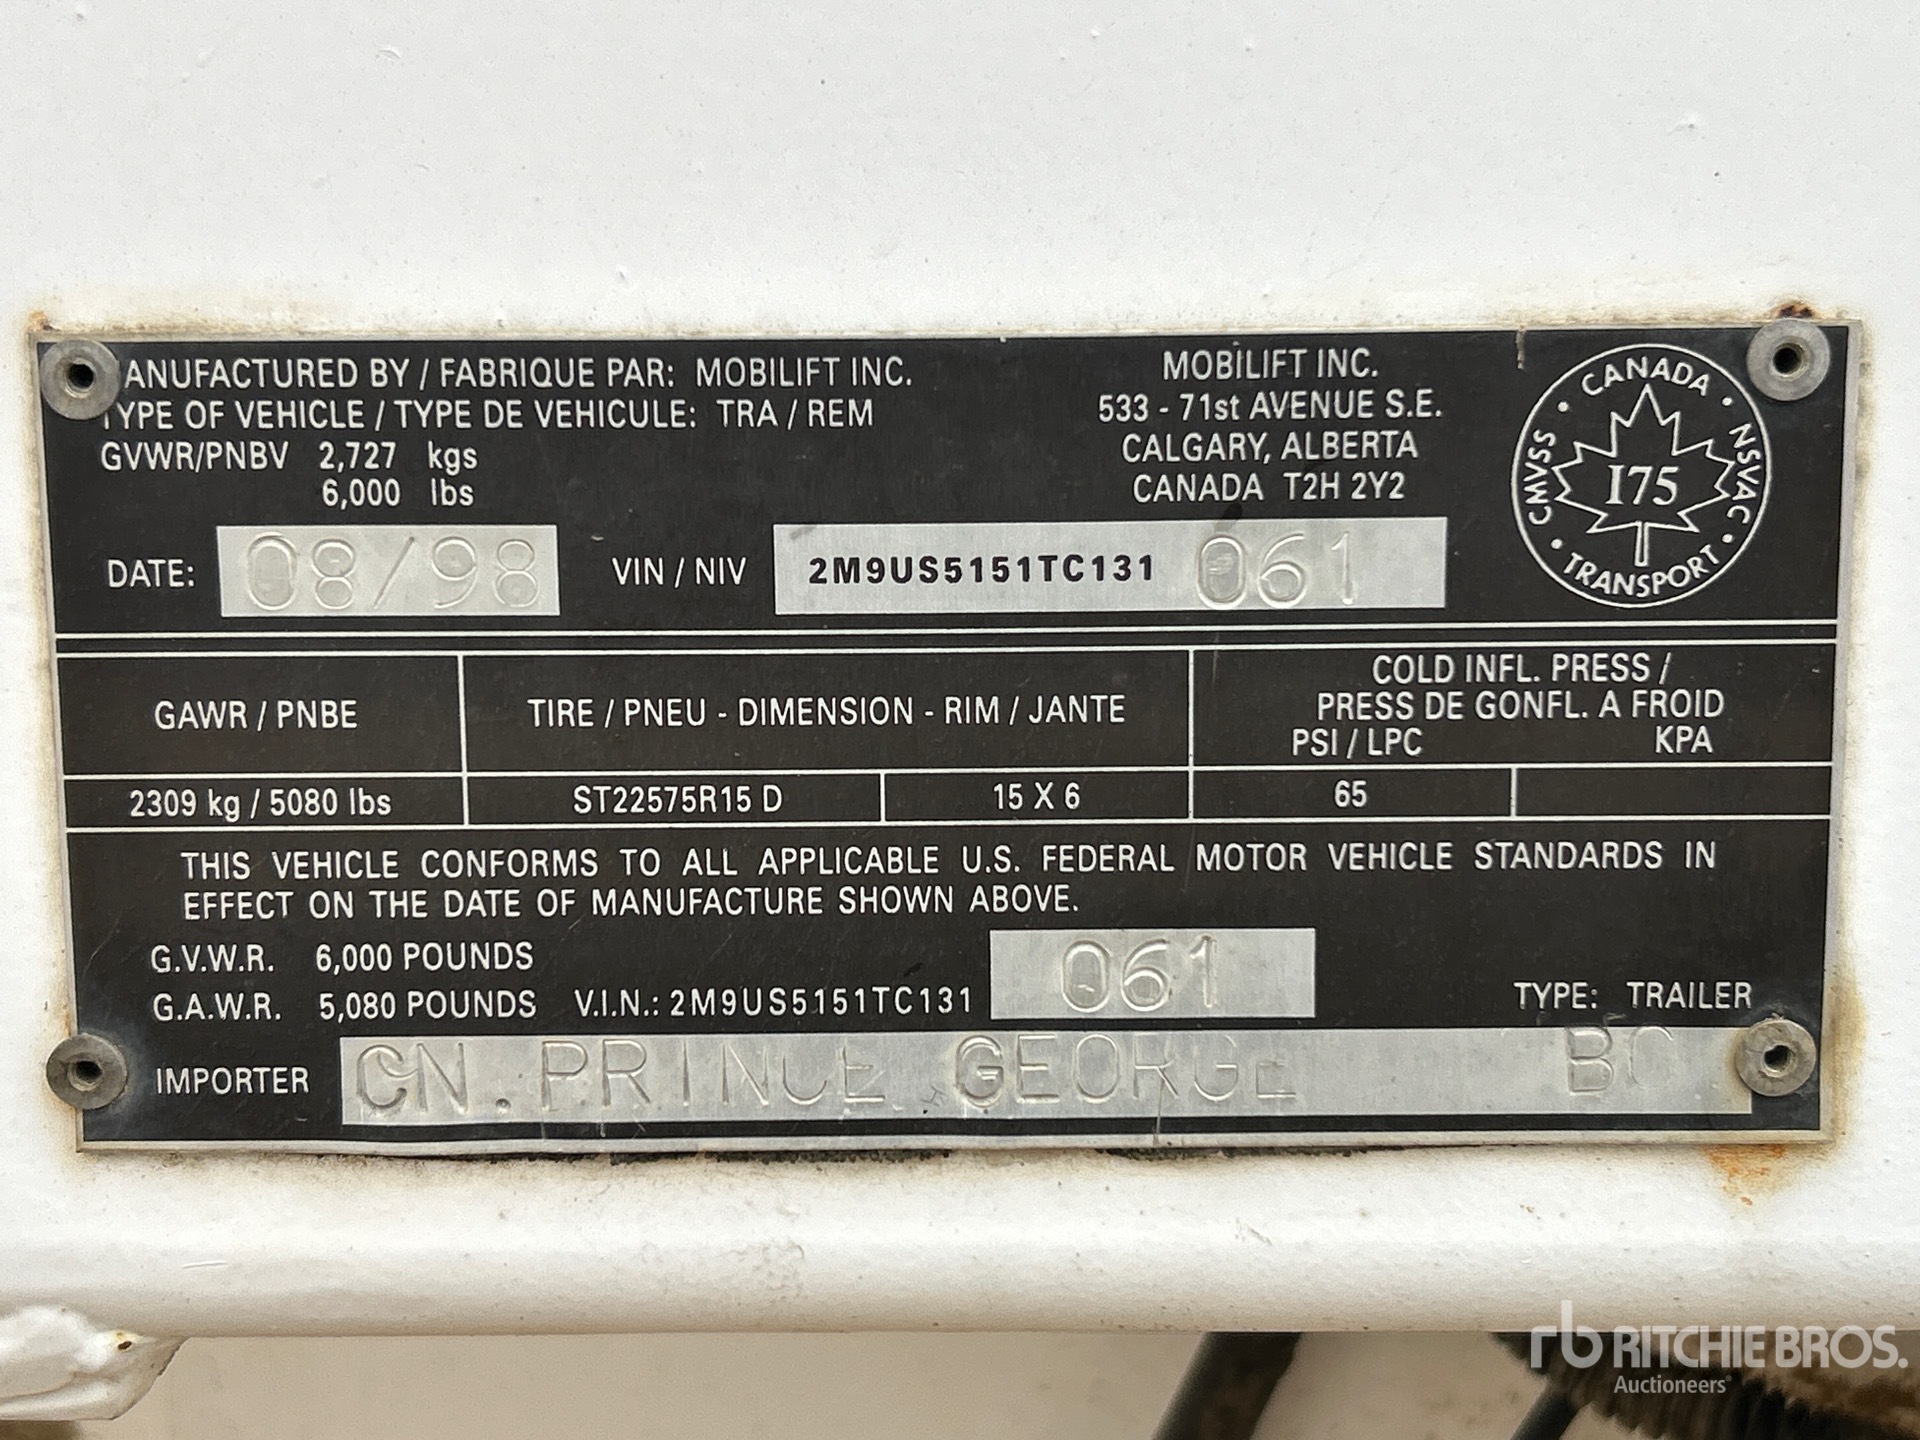 MANUFACTURED BY / FABRIQUE PAR: MOBILIFT INC.
TYPE OF VEHICLE / TYPE DE VEHICULE: TRA / REM
GVWR/PNBV 2,727 kgs
6,000 lbs
MOBILIFT INC.
533 - 71st AVENUE S.E.
CALGARY, ALBERTA
CANADA T2H 2Y2
CANADA • NSVAC • TRANSPORT • CMVSS •
175
DATE: 08/98
VIN / NIV 2M9US5151TC131 061
GAWR / PNBE
TIRE / PNEU - DIMENSION - RIM / JANTE
COLD INFL. PRESS /
PRESS DE GONFL. A FROID
PSI / LPC KPA
2309 kg / 5080 lbs ST22575R15 D 15 X 6 65
THIS VEHICLE CONFORMS TO ALL APPLICABLE U.S. FEDERAL MOTOR VEHICLE STANDARDS IN
EFFECT ON THE DATE OF MANUFACTURE SHOWN ABOVE.
G.V.W.R. 6,000 POUNDS
G.A.W.R. 5,080 POUNDS V.I.N.: 2M9US5151TC131 061 TYPE: TRAILER
IMPORTER CN. PRINCE GEORGE BC
rb RITCHIE BROS.
Auctioneers